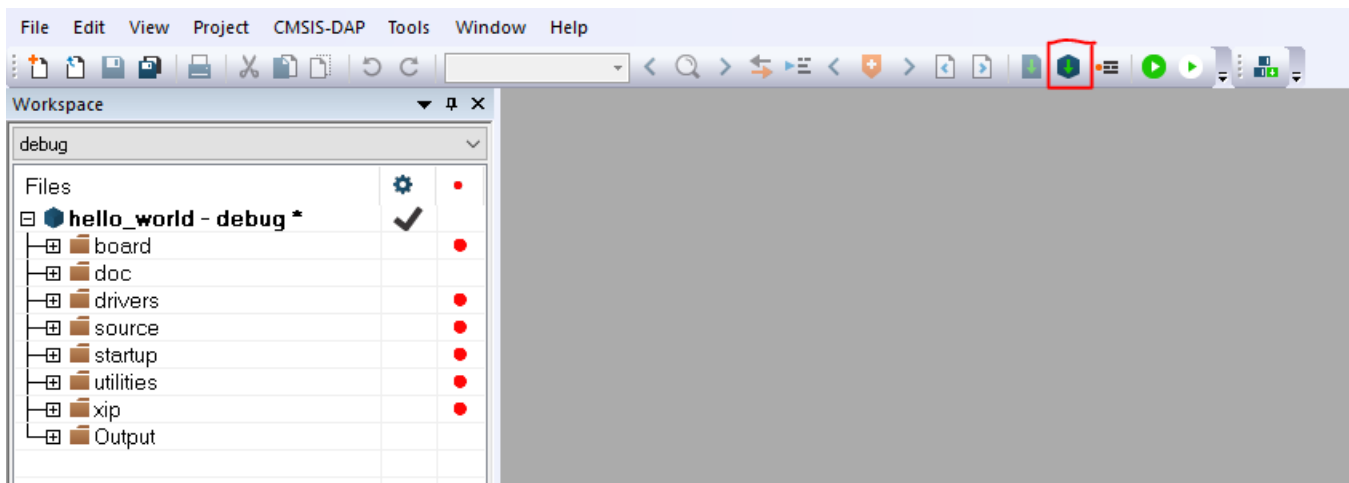 File Edit View Project CMSIS-DAP Tools Window Help
Workspace
debug
Files
hello_world - debug *
board
doc
drivers
source
startup
utilities
xip
Output